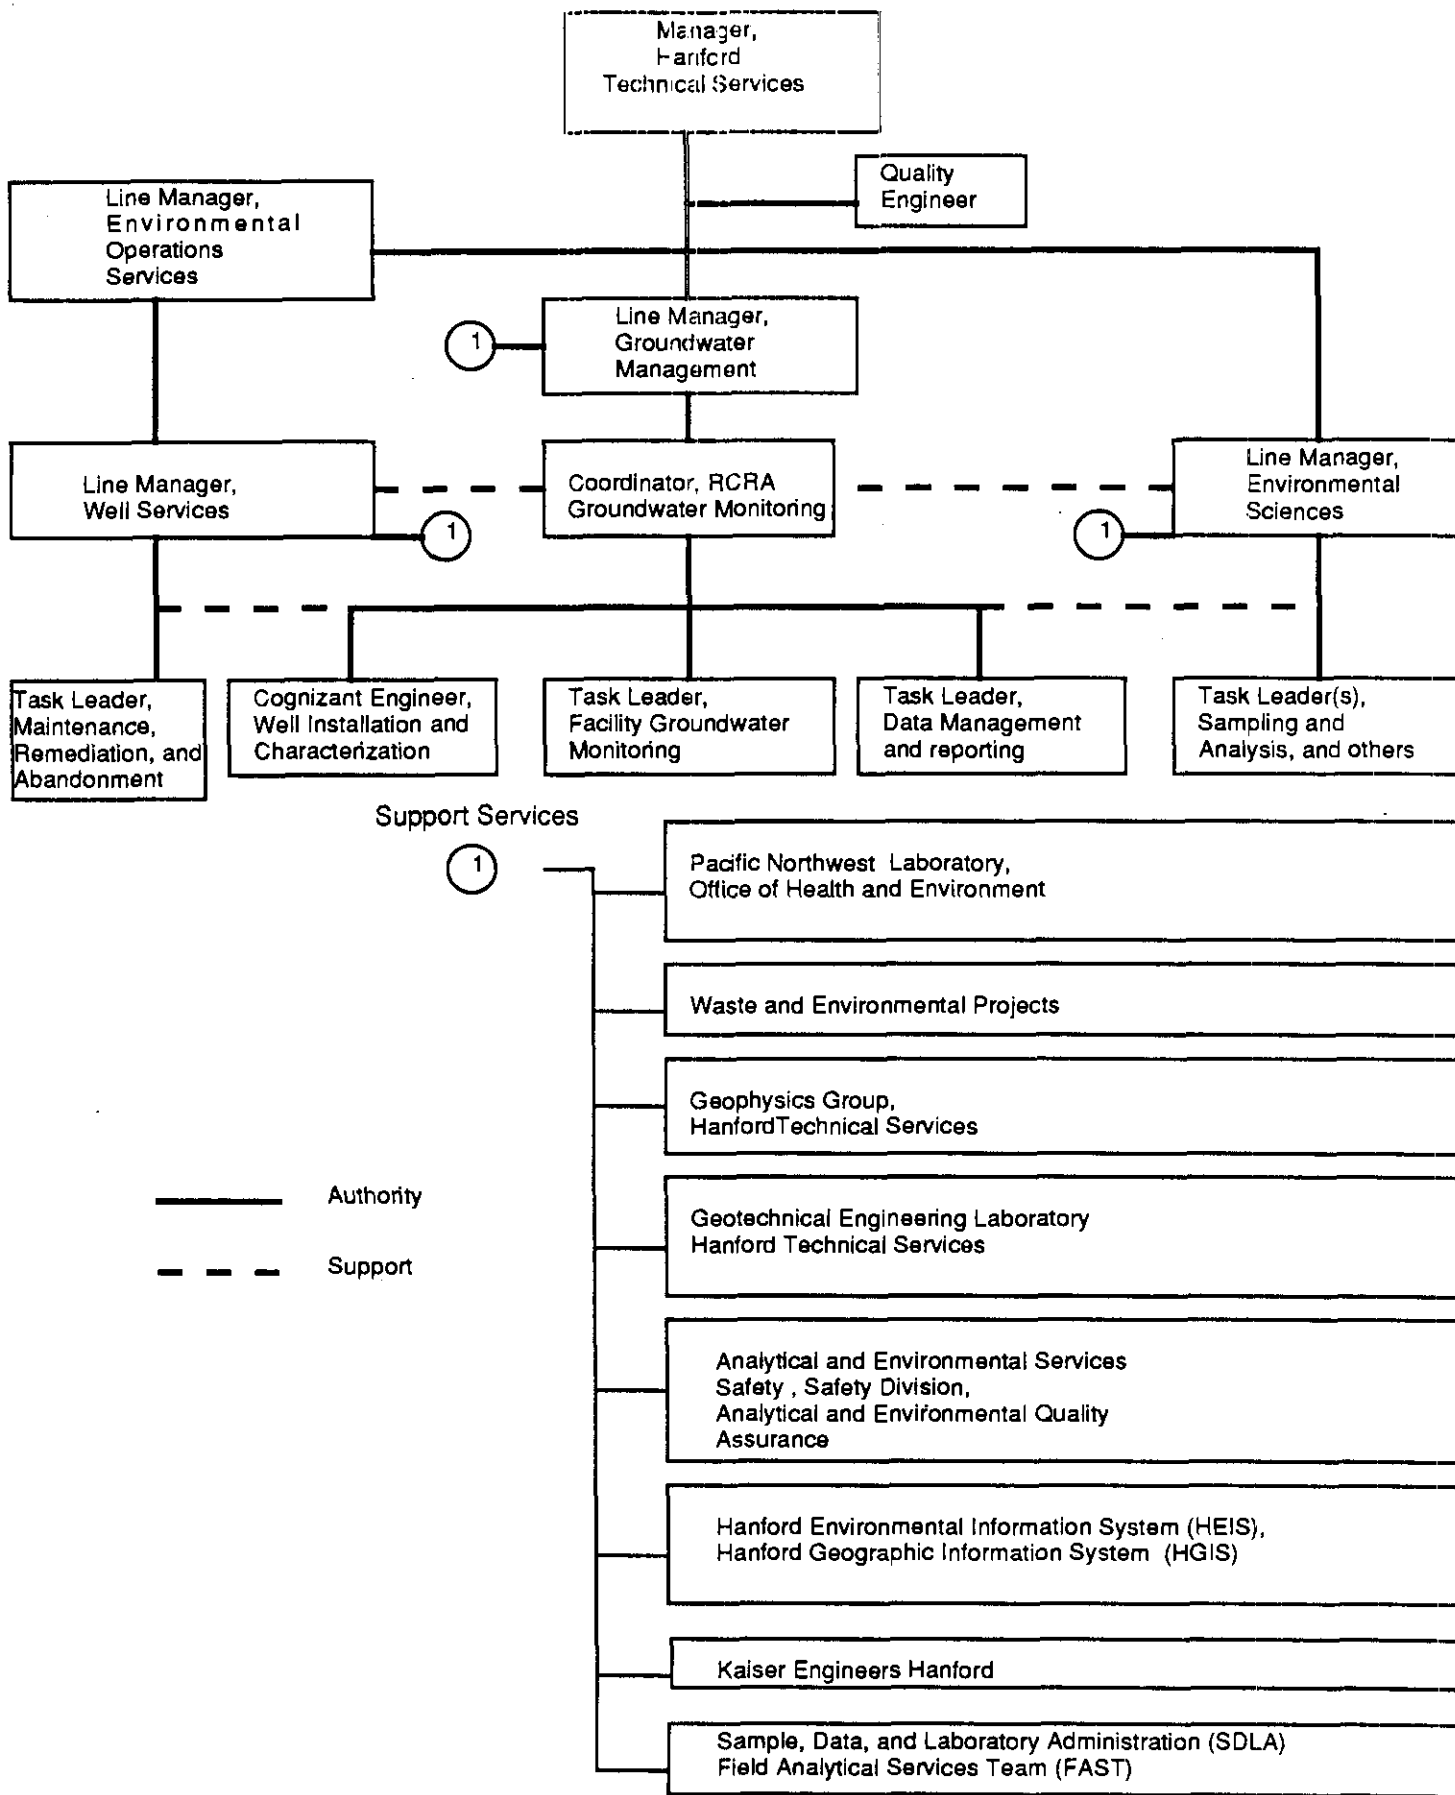 Manager,
Hanford
Technical Services
Quality
Engineer
Line Manager,
Environmental
Operations
Services
Line Manager,
Groundwater
Management
1
Line Manager,
Well Services
1
Coordinator, RCRA
Groundwater Monitoring
Line Manager,
Environmental
Sciences
1
Task Leader,
Maintenance,
Remediation, and
Abandonment
Cognizant Engineer,
Well Installation and
Characterization
Task Leader,
Facility Groundwater
Monitoring
Task Leader,
Data Management
and reporting
Task Leader(s),
Sampling and
Analysis, and others
Support Services
1
Pacific Northwest Laboratory,
Office of Health and Environment
Waste and Environmental Projects
Geophysics Group,
HanfordTechnical Services
Geotechnical Engineering Laboratory
Hanford Technical Services
Analytical and Environmental Services
Safety , Safety Division,
Analytical and Environmental Quality
Assurance
Hanford Environmental Information System (HEIS),
Hanford Geographic Information System (HGIS)
Kaiser Engineers Hanford
Sample, Data, and Laboratory Administration (SDLA)
Field Analytical Services Team (FAST)
Authority
Support